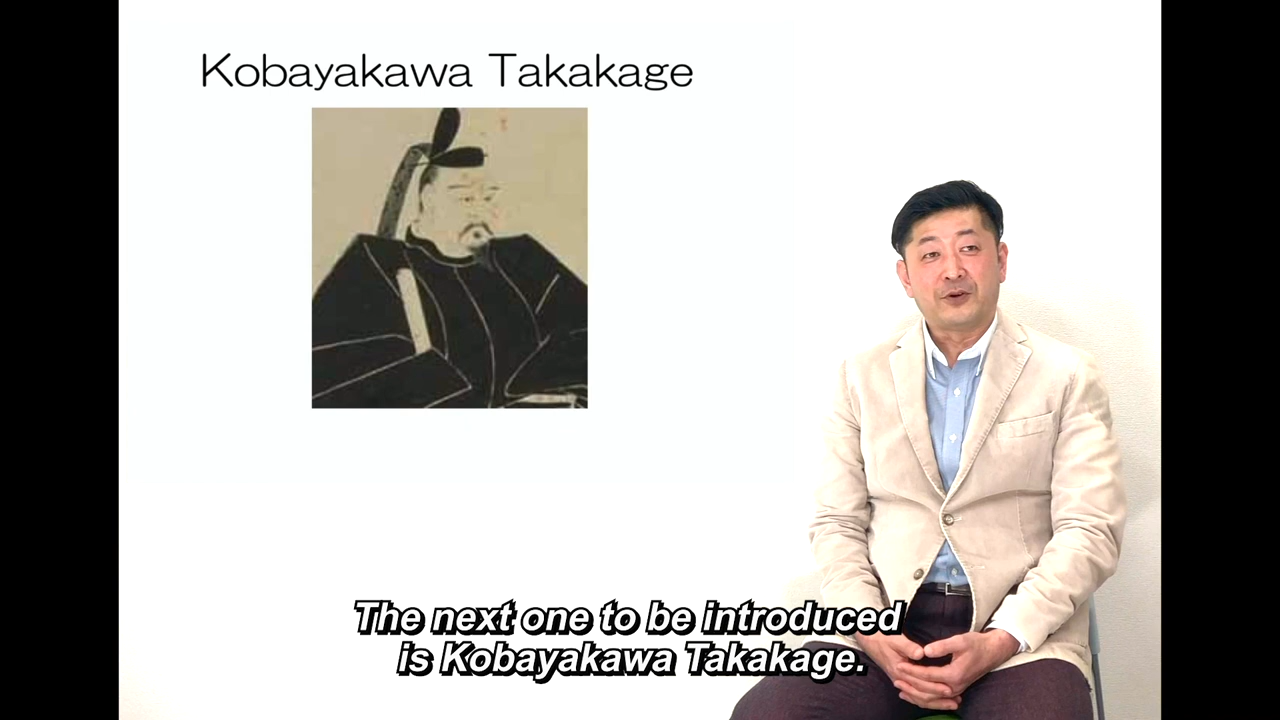 Kobayakawa Takakage
The next one to be introduced
is Kobayakawa Takakage.